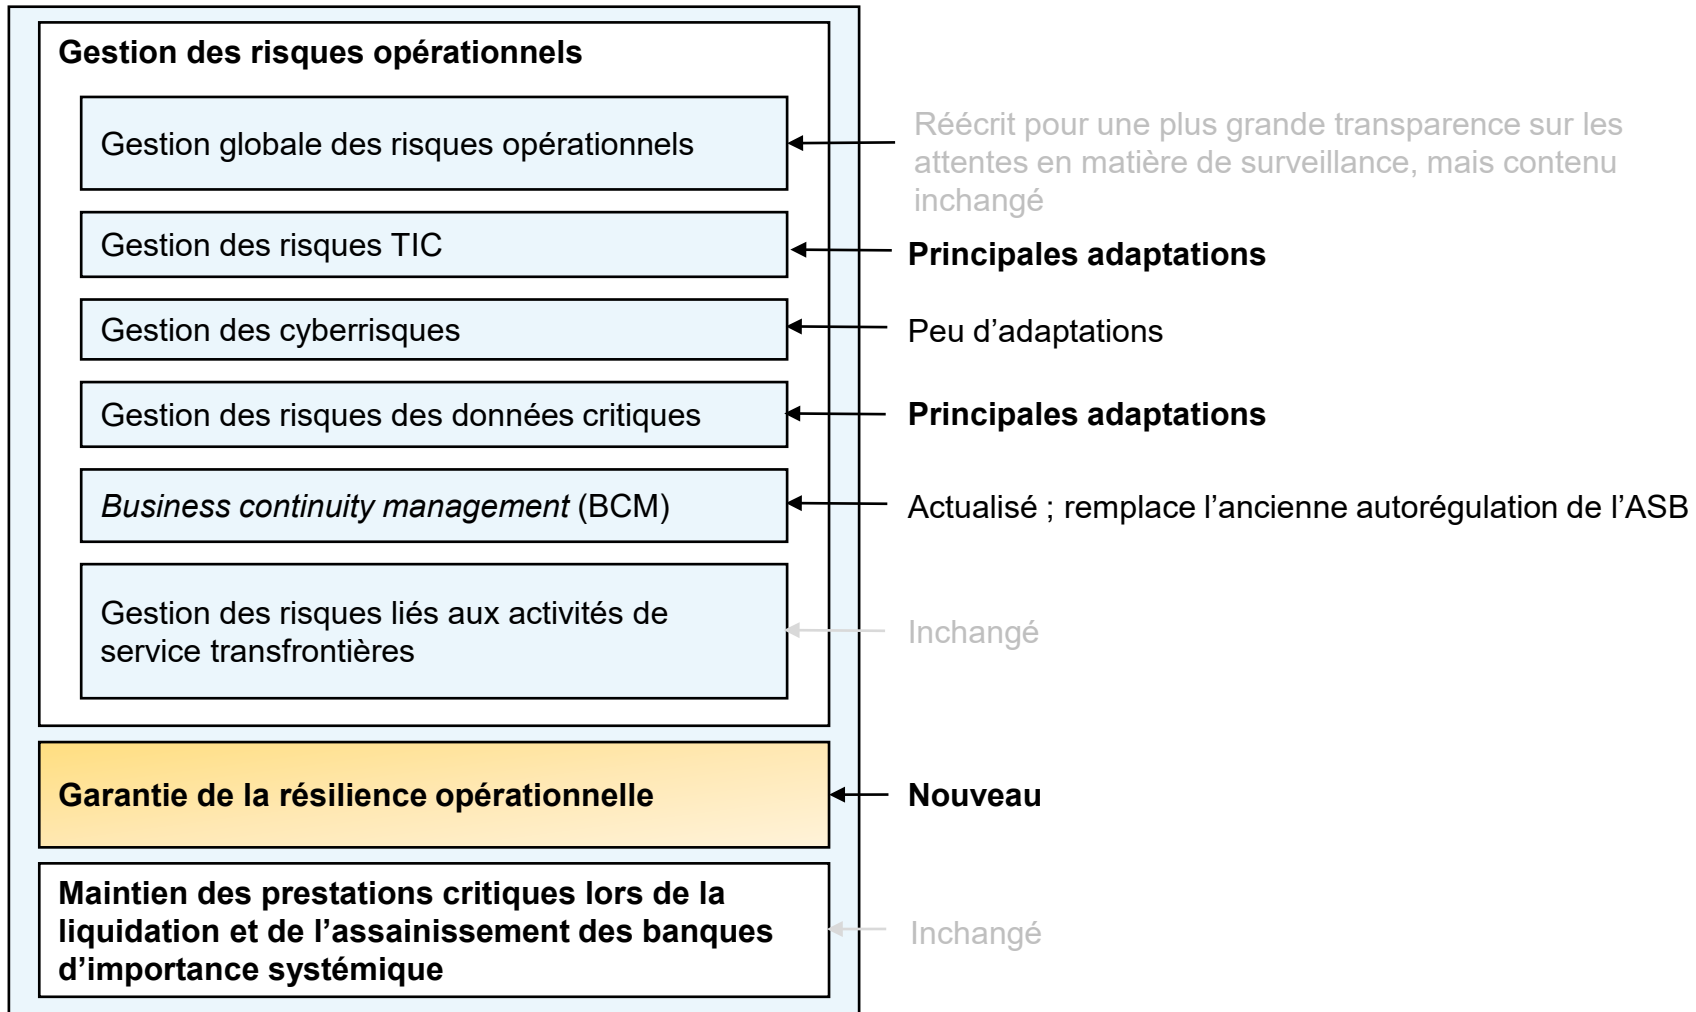 Gestion des risques opérationnels
Gestion globale des risques opérationnels
Réécrit pour une plus grande transparence sur les
attentes en matière de surveillance, mais contenu
inchangé
Gestion des risques TIC
Principales adaptations
Gestion des cyberrisques
Peu d’adaptations
Gestion des risques des données critiques
Principales adaptations
Business continuity management (BCM)
Actualisé ; remplace l’ancienne autorégulation de l’ASB
Gestion des risques liés aux activités de
service transfrontières
Inchangé
Garantie de la résilience opérationnelle
Nouveau
Maintien des prestations critiques lors de la
liquidation et de l’assainissement des banques
d’importance systémique
Inchangé